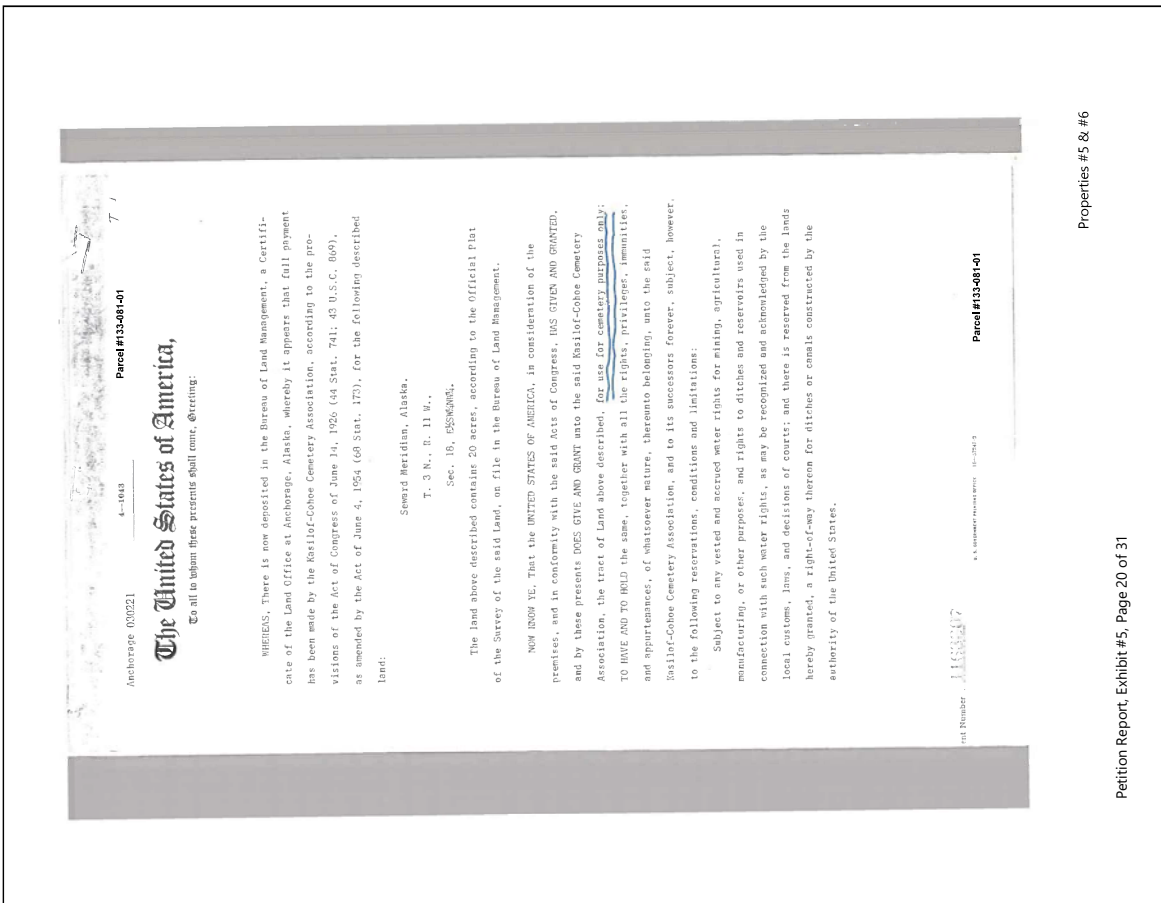 Anchorage 030221
4—1043
Parcel #133-081-01
The United States of America,
To all to whom these presents shall come, Greeting:
WHEREAS, There is now deposited in the Bureau of Land Management, a Certifi-
cate of the Land Office at Anchorage, Alaska, whereby it appears that full payment
has been made by the Kasilof-Cohoe Cemetery Association, according to the pro-
visions of the Act of Congress of June 14, 1926 (44 Stat. 741; 43 U.S.C. 869),
as amended by the Act of June 4, 1954 (68 Stat. 173), for the following described
land:
Seward Meridian, Alaska.
T. 3 N., R. 11 W.,
Sec. 18,
The land above described contains 20 acres, according to the Official Plat
of the Survey of the said Land, on file in the Bureau of Land Management.
NOW KNOW YE, That the UNITED STATES OF AMERICA, in consideration of the
premises, and in conformity with the said Acts of Congress, HAS GIVEN AND GRANTED,
and by these presents DOES GIVE AND GRANT unto the said Kasilof-Cohoe Cemetery
Association, the tract of Land above described, for use for cemetery purposes only;
TO HAVE AND TO HOLD the same, together with all the rights, privileges, immunities,
and appurtenances, of whatsoever nature, thereunto belonging, unto the said
Kasilof-Cohoe Cemetery Association, and to its successors forever, subject, however,
to the following reservations, conditions and limitations:
Subject to any vested and accrued water rights for mining, agricultural,
manufacturing, or other purposes, and rights to ditches and reservoirs used in
connection with such water rights, as may be recognized and acknowledged by the
local customs, laws, and decisions of courts; and there is reserved from the lands
hereby granted, a right-of-way thereon for ditches or canals constructed by the
authority of the United States.
ent Number
U. S. GOVERNMENT PRINTING OFFICE
Parcel #133-081-01
Properties #5 & #6
Petition Report, Exhibit #5, Page 20 of 31